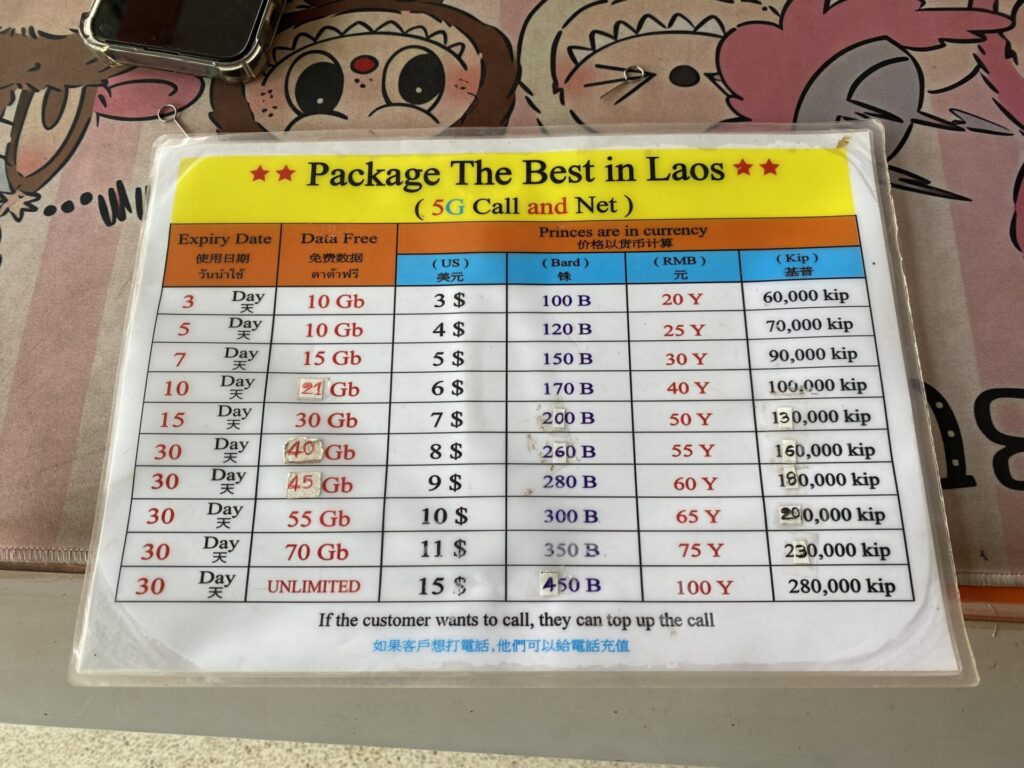 ★★ Package The Best in Laos ★★
( 5G Call and Net )
Expiry Date Data Free Princes are in currency
使用日期 免费数据 价格以货币计算
วันนำใช้ ดาต้าฟรี
( US ) ( Bard ) ( RMB ) ( Kip )
美元 铢 元 基普
3 Day 天 10 Gb 3 $ 100 B 20 Y 60,000 kip
5 Day 天 10 Gb 4 $ 120 B 25 Y 70,000 kip
7 Day 天 15 Gb 5 $ 150 B 30 Y 90,000 kip
10 Day 天 21 Gb 6 $ 170 B 40 Y 100,000 kip
15 Day 天 30 Gb 7 $ 200 B 50 Y 130,000 kip
30 Day 天 40 Gb 8 $ 260 B 55 Y 160,000 kip
30 Day 天 45 Gb 9 $ 280 B 60 Y 180,000 kip
30 Day 天 55 Gb 10 $ 300 B 65 Y 200,000 kip
30 Day 天 70 Gb 11 $ 350 B 75 Y 230,000 kip
30 Day 天 UNLIMITED 15 $ 450 B 100 Y 280,000 kip
If the customer wants to call, they can top up the call
如果客戶想打電話,他們可以給電話充值